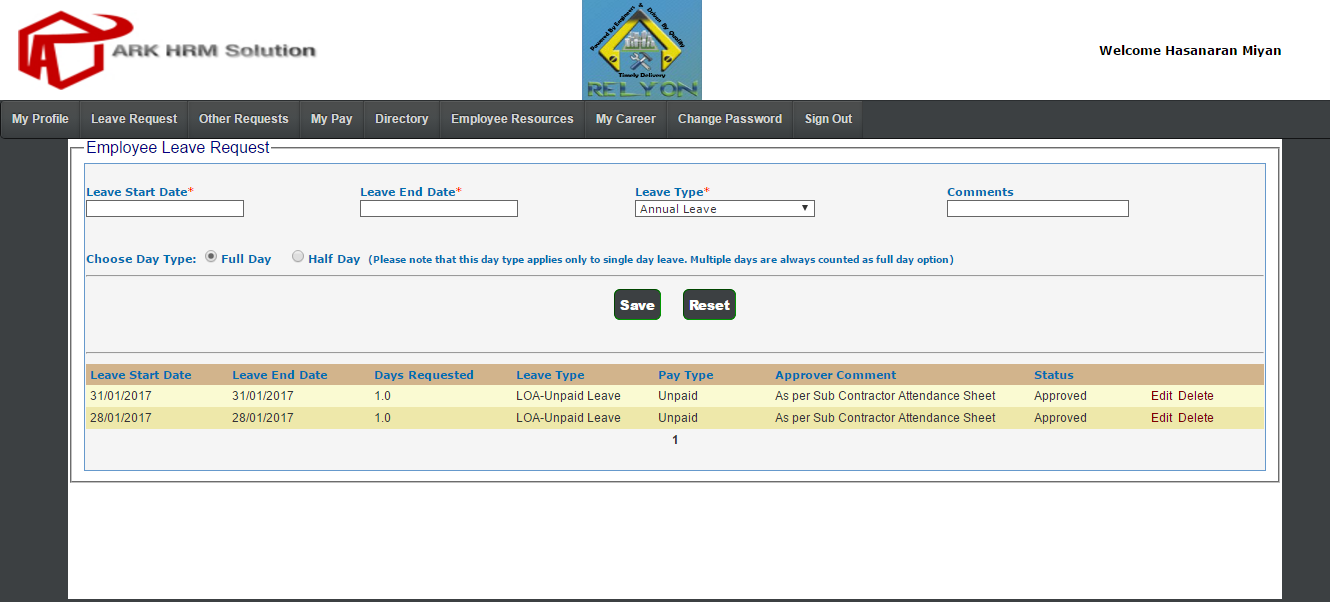 ARK HRM Solution
Powered By Engineers & Driven By Quality
Timely Delivery
RELYON
Welcome Hasanaran Miyan
My Profile Leave Request Other Requests My Pay Directory Employee Resources My Career Change Password Sign Out
Employee Leave Request
Leave Start Date* Leave End Date* Leave Type* Comments
Annual Leave
Choose Day Type: Full Day Half Day (Please note that this day type applies only to single day leave. Multiple days are always counted as full day option)
Save Reset
Leave Start Date Leave End Date Days Requested Leave Type Pay Type Approver Comment Status
31/01/2017 31/01/2017 1.0 LOA-Unpaid Leave Unpaid As per Sub Contractor Attendance Sheet Approved Edit Delete
28/01/2017 28/01/2017 1.0 LOA-Unpaid Leave Unpaid As per Sub Contractor Attendance Sheet Approved Edit Delete
1